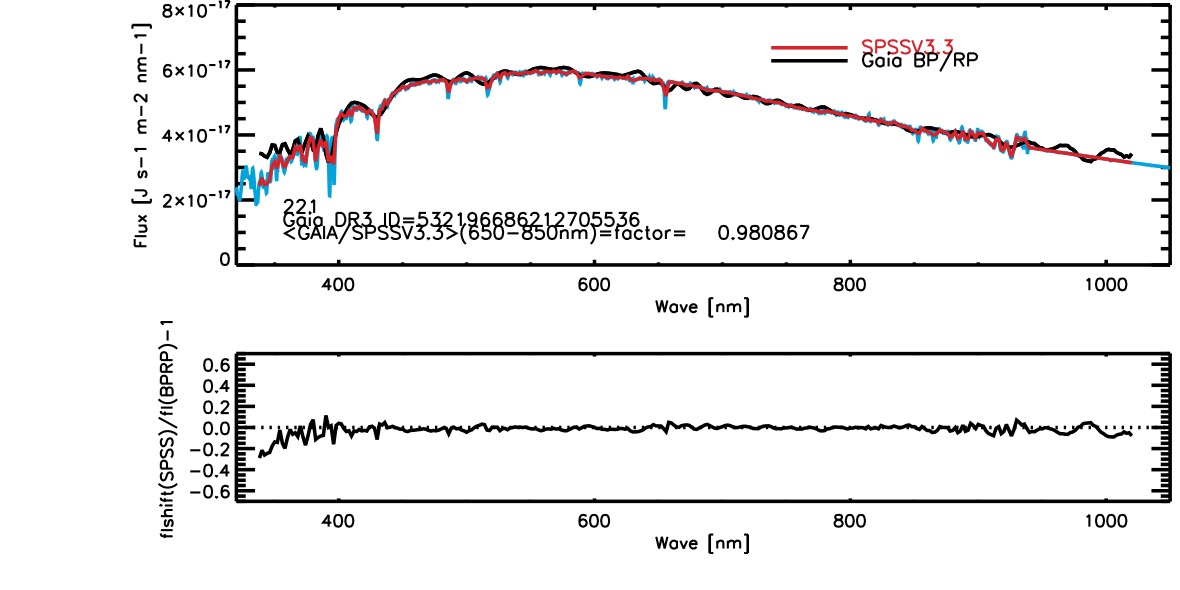 8×10⁻¹⁷
6×10⁻¹⁷
4×10⁻¹⁷
2×10⁻¹⁷
0
Flux [J s-1 m-2 nm-1]
SPSSV3.3
Gaia BP/RP
221
Gaia DR3 ID=5321966862127055​36
<GAIA/SPSSV3.3>(650-850nm)=factor= 0.980867
400 600 800 1000
Wave [nm]
flshift(SPSS)/fl(BPRP)-1
0.6
0.4
0.2
0.0
-0.2
-0.4
-0.6
400 600 800 1000
Wave [nm]